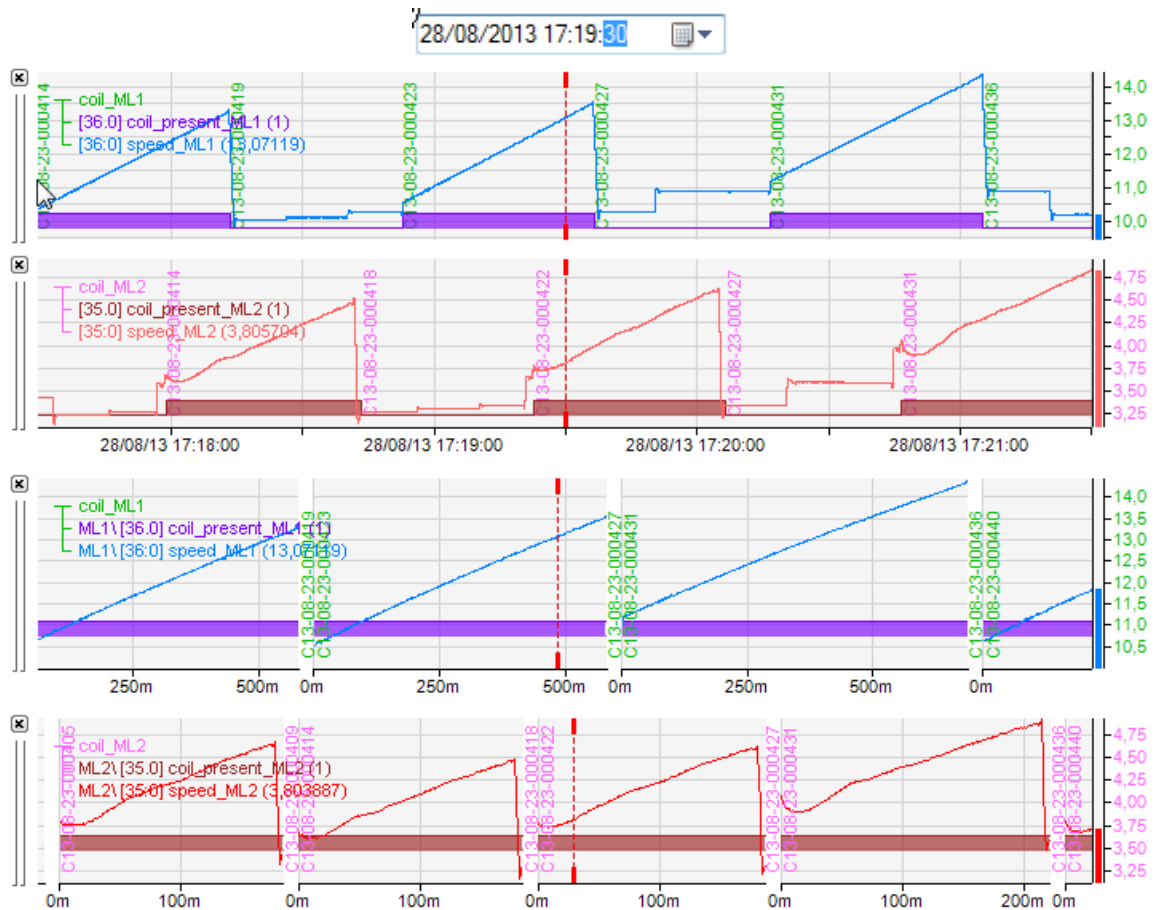 28/08/2013 17:19:30
coil_ML1
[36.0] coil_present_ML1 (1)
[36:0] speed_ML1 (13,07119)
C13-08-23-000419
C13-08-23-000423
C13-08-23-000427
C13-08-23-000431
C13-08-23-000436
14,0
13,0
12,0
11,0
10,0
coil_ML2
[35.0] coil_present_ML2 (1)
[35:0] speed_ML2 (3,805794)
C13-08-23-000414
C13-08-23-000418
C13-08-23-000422
C13-08-23-000427
C13-08-23-000431
4,75
4,50
4,25
4,00
3,75
3,50
3,25
28/08/13 17:18:00
28/08/13 17:19:00
28/08/13 17:20:00
28/08/13 17:21:00
coil_ML1
ML1\[36.0] coil_present_ML1 (1)
ML1\[36:0] speed_ML1 (13,07119)
C13-08-23-000419
C13-08-23-000423
C13-08-23-000427
C13-08-23-000431
C13-08-23-000436
C13-08-23-000440
14,0
13,5
13,0
12,5
12,0
11,5
11,0
10,5
250m 500m 0m 250m 500m 0m 250m 500m 0m
coil_ML2
ML2\[35.0] coil_present_ML2 (1)
ML2\[35:0] speed_ML2 (3,803887)
C13-08-23-000405
C13-08-23-000409
C13-08-23-000414
C13-08-23-000418
C13-08-23-000422
C13-08-23-000427
C13-08-23-000431
C13-08-23-000436
C13-08-23-000440
4,75
4,50
4,25
4,00
3,75
3,50
3,25
0m 100m 0m 100m 0m 100m 0m 100m 200m 0m